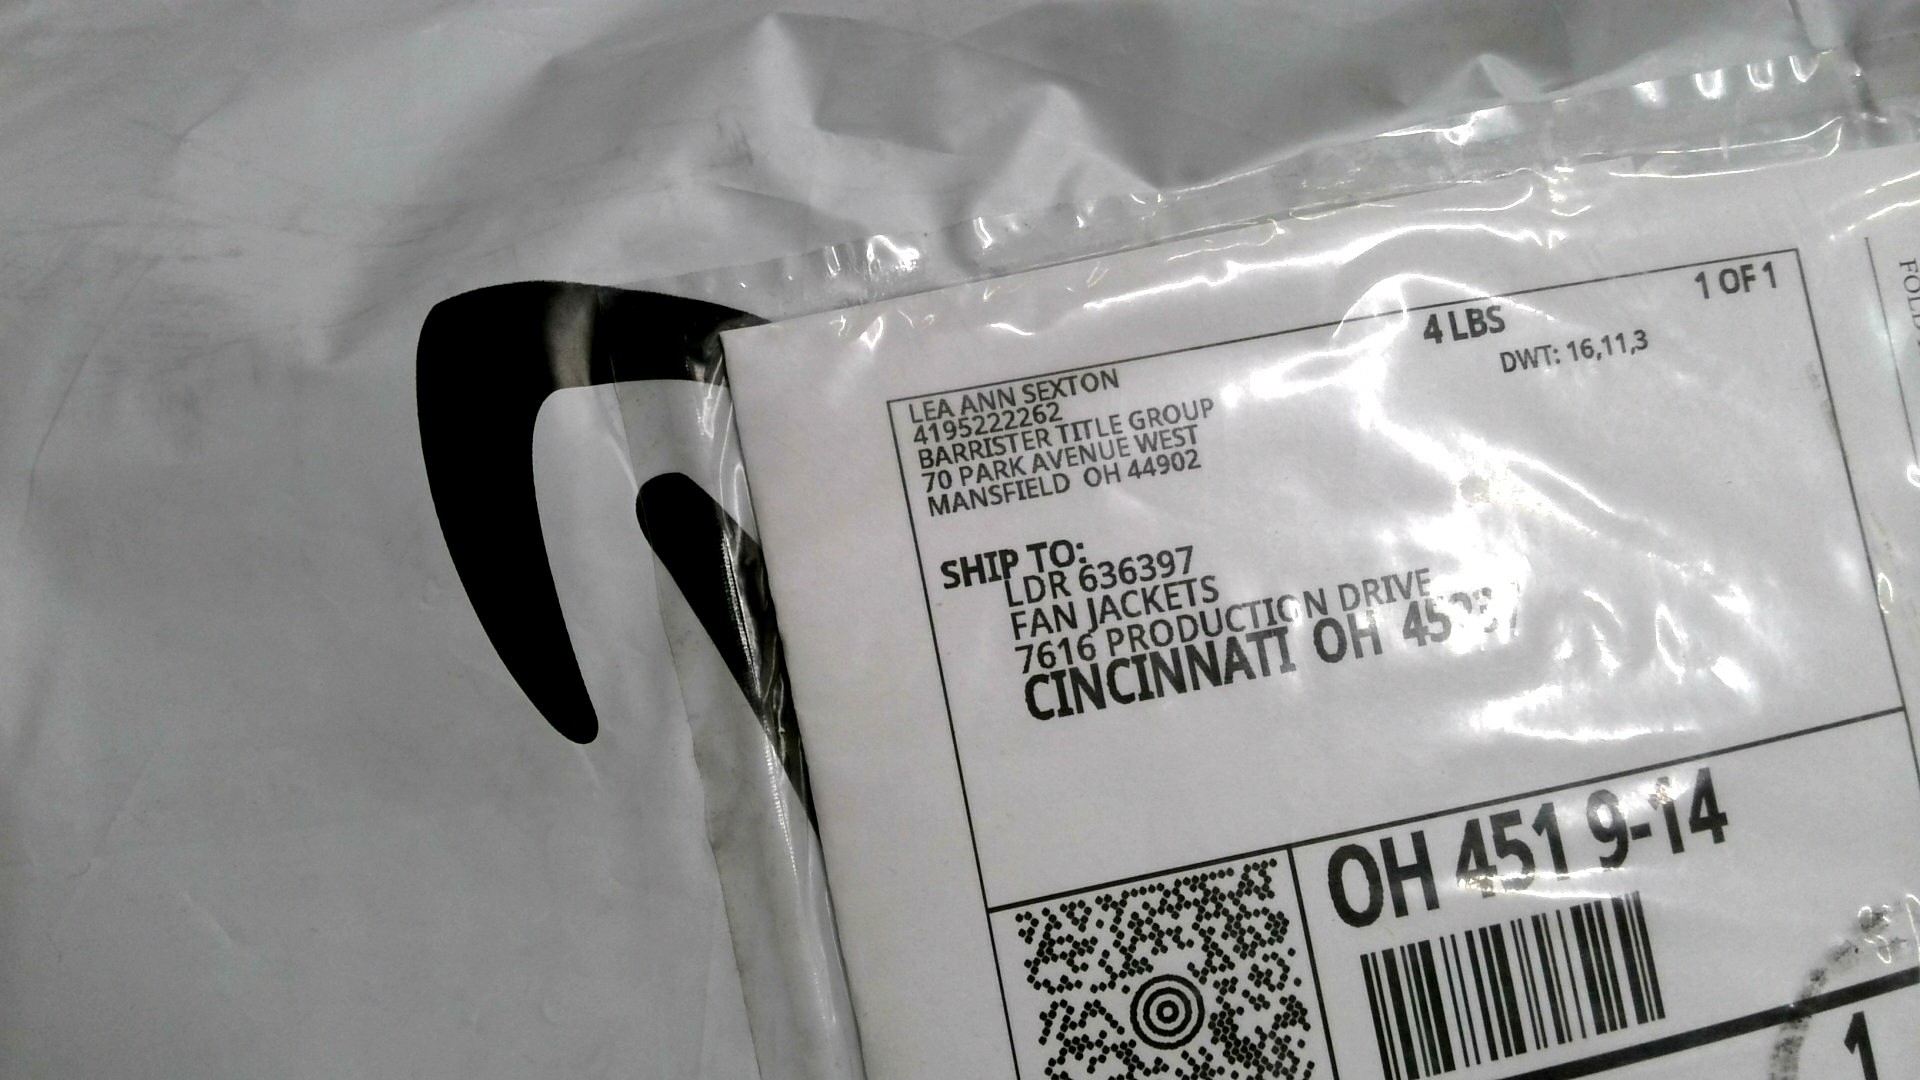 1 OF 1
4 LBS
DWT: 16,11,3
LEA ANN SEXTON
4195222262
BARRISTER TITLE GROUP
70 PARK AVENUE WEST
MANSFIELD OH 44902
SHIP TO:
LDR 636397
FAN JACKETS
7616 PRODUCTION DRIVE
CINCINNATI OH
OH 451 9-14
1